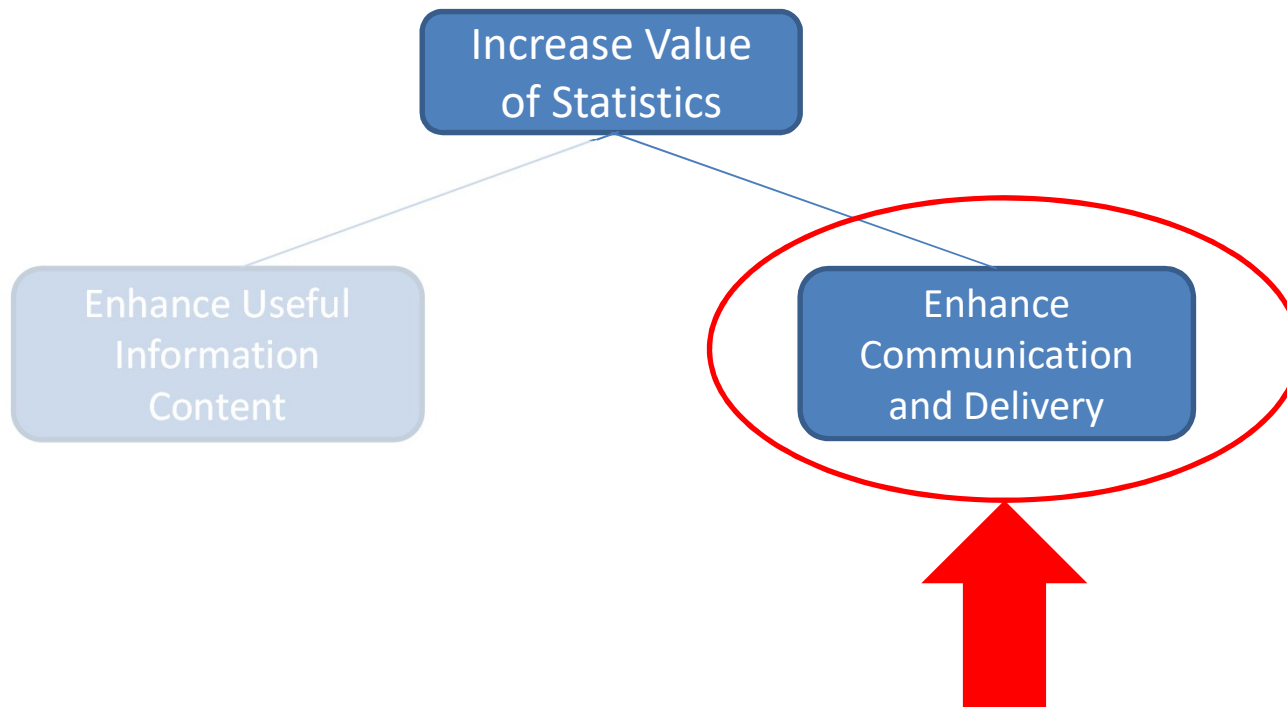 Increase Value
of Statistics
Enhance Useful
Information
Content
Enhance
Communication
and Delivery